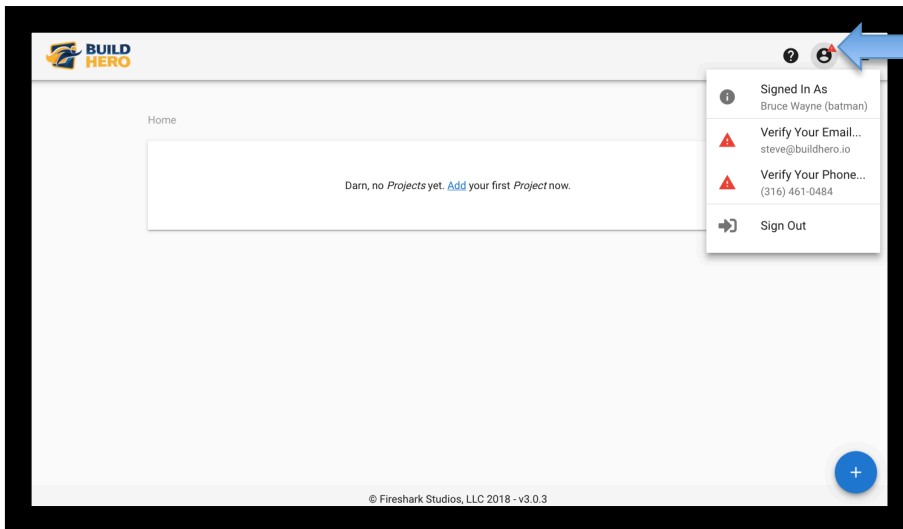 BUILD
HERO
Signed In As
Bruce Wayne (batman)
Verify Your Email...
steve@buildhero.io
Verify Your Phone...
(316) 461-0484
Sign Out
Home
Darn, no Projects yet. Add your first Project now.
© Fireshark Studios, LLC 2018 - v3.0.3